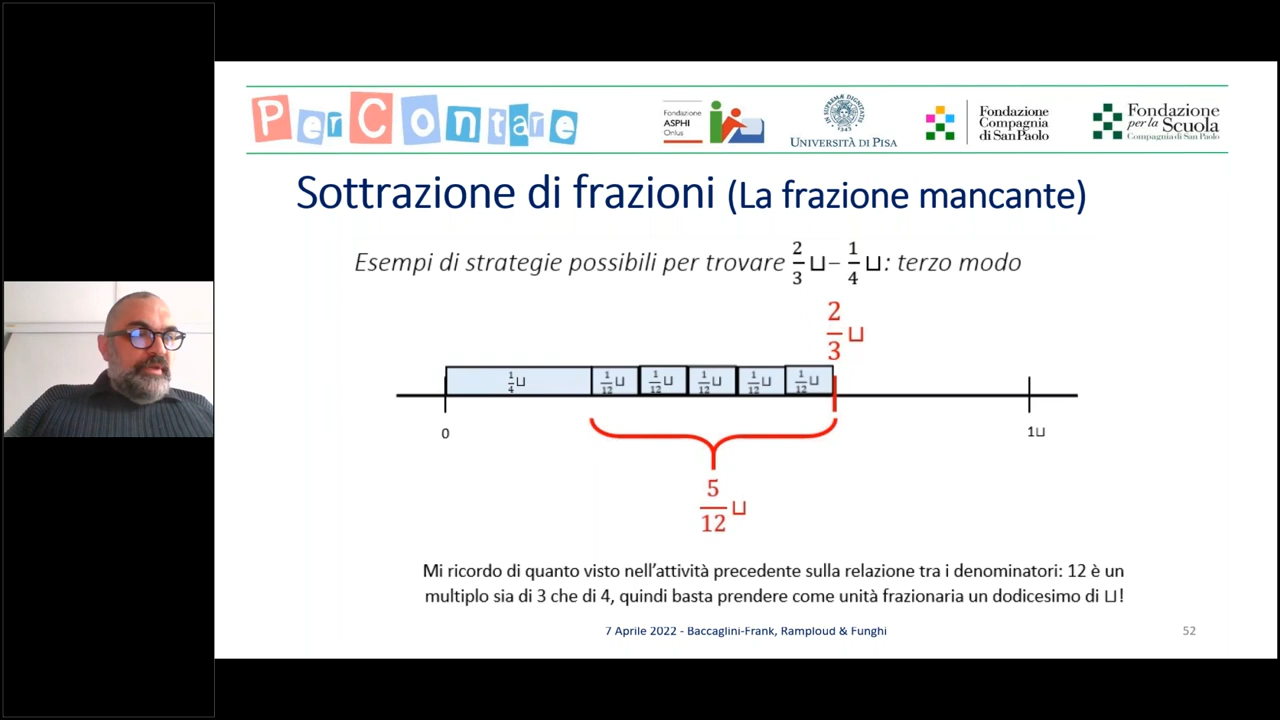 PerContare
Fondazione
ASPHI
Onlus
UNIVERSITÀ DI PISA
Fondazione
Compagnia
di SanPaolo
Fondazione
per la Scuola
Compagnia di San Paolo
Sottrazione di frazioni (La frazione mancante)
Esempi di strategie possibili per trovare 2/3 ⊔ – 1/4 ⊔: terzo modo
2/3 ⊔
1/4 ⊔ 1/12 ⊔ 1/12 ⊔ 1/12 ⊔ 1/12 ⊔ 1/12 ⊔
0 1⊔
5/12 ⊔
Mi ricordo di quanto visto nell'attività precedente sulla relazione tra i denominatori: 12 è un
multiplo sia di 3 che di 4, quindi basta prendere come unità frazionaria un dodicesimo di ⊔!
7 Aprile 2022 - Baccaglini-Frank, Ramploud & Funghi 52